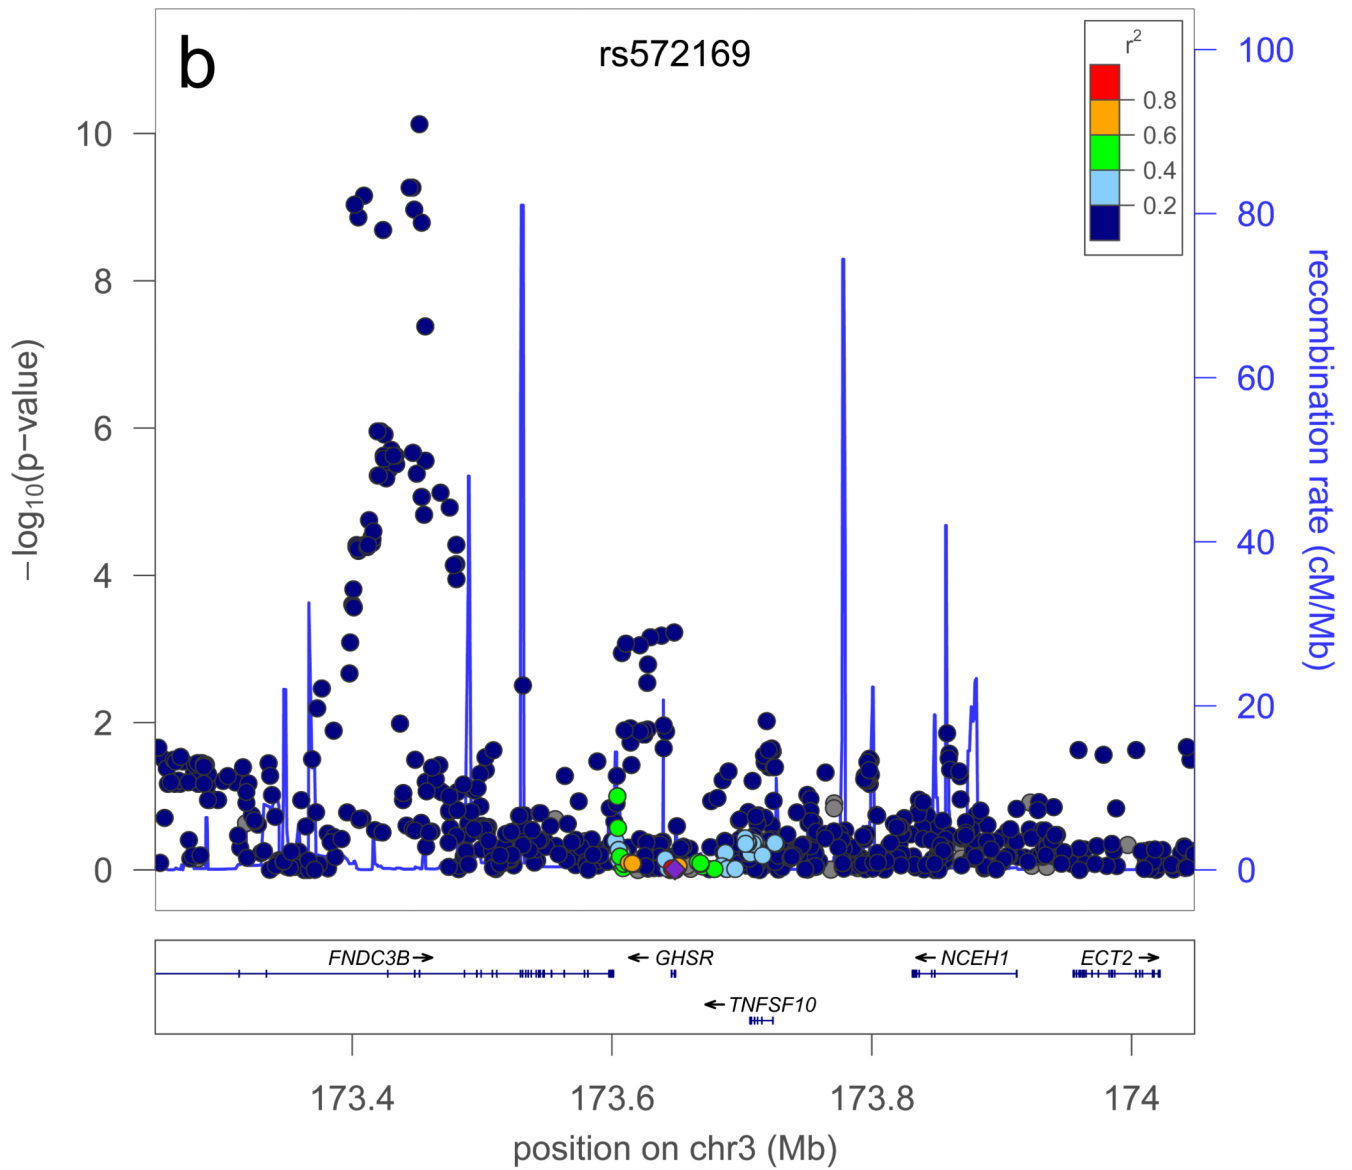 b
rs572169
r2
0.8
0.6
0.4
0.2
10
8
6
4
2
0
−log10(p−value)
100
80
60
40
20
0
recombination rate (cM/Mb)
FNDC3B→
←GHSR
←NCEH1
ECT2→
←TNFSF10
173.4
173.6
173.8
174
position on chr3 (Mb)